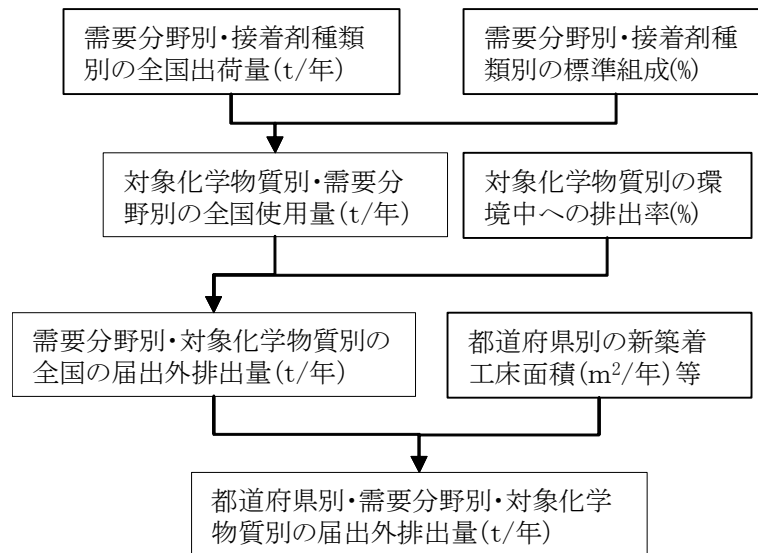 需要分野別・接着剤種類
別の全国出荷量(t/年)
需要分野別・接着剤種
類別の標準組成(%)
対象化学物質別・需要分
野別の全国使用量(t/年)
対象化学物質別の環
境中への排出率(%)
需要分野別・対象化学物質別の
全国の届出外排出量(t/年)
都道府県別の新築着
工床面積(m²/年)等
都道府県別・需要分野別・対象化学
物質別の届出外排出量(t/年)